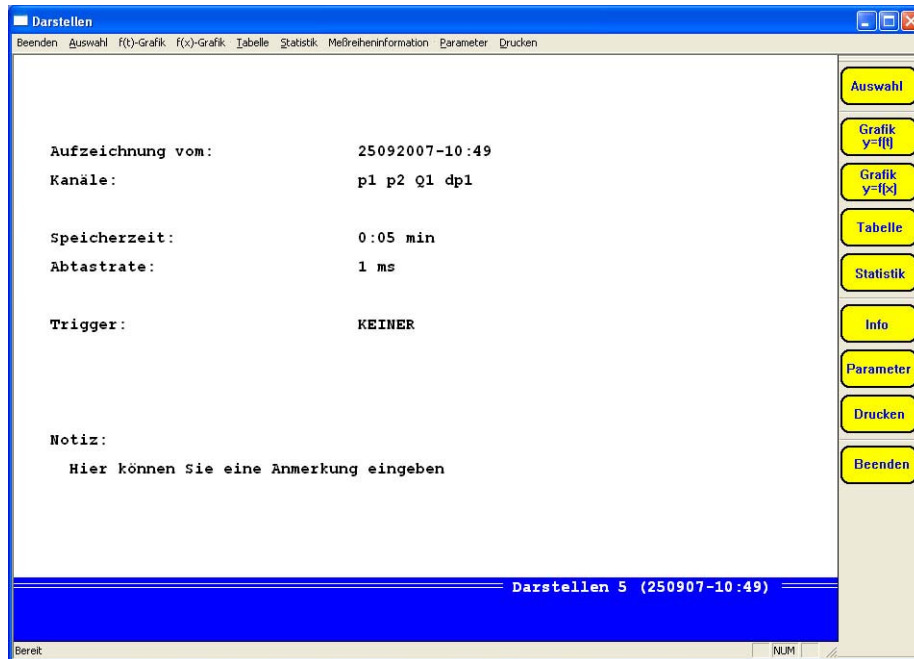 Darstellen
Beenden Auswahl f(t)-Grafik f(x)-Grafik Tabelle Statistik Meßreiheninformation Parameter Drucken
Aufzeichnung vom: 25092007-10:49
Kanäle: p1 p2 Q1 dp1
Speicherzeit: 0:05 min
Abtastrate: 1 ms
Trigger: KEINER
Notiz:
Hier können Sie eine Anmerkung eingeben
Auswahl
Grafik
y=f(t)
Grafik
y=f(x)
Tabelle
Statistik
Info
Parameter
Drucken
Beenden
Darstellen 5 (250907-10:49)
Bereit NUM